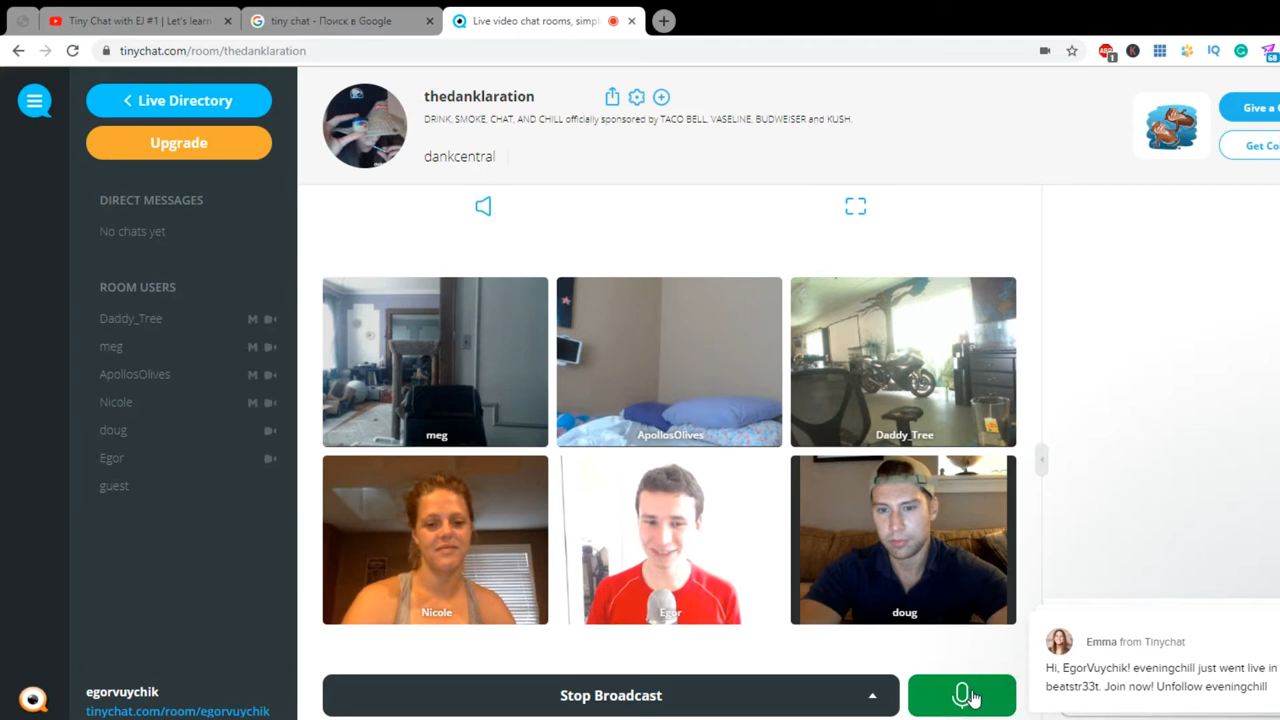 Tiny Chat with EJ #1 | Let's learn
tiny chat - Поиск в Google
Live video chat rooms, simpl
tinychat.com/room/thedanklaration
ABP
1
K
IQ
G
68
Live Directory
Upgrade
DIRECT MESSAGES
No chats yet
ROOM USERS
Daddy_Tree M
meg M
ApollosOlives M
Nicole M
doug
Egor
guest
egorvuychik
tinychat.com/room/egorvuychik
thedanklaration
DRINK, SMOKE, CHAT, AND CHILL officially sponsored by TACO BELL, VASELINE, BUDWEISER and KUSH.
dankcentral
Give a
Get Co
meg
ApollosOlives
Daddy_Tree
Nicole
Egor
doug
Stop Broadcast
Emma from Tinychat
Hi, EgorVuychik! eveningchill just went live in
beatstr33t. Join now! Unfollow eveningchill